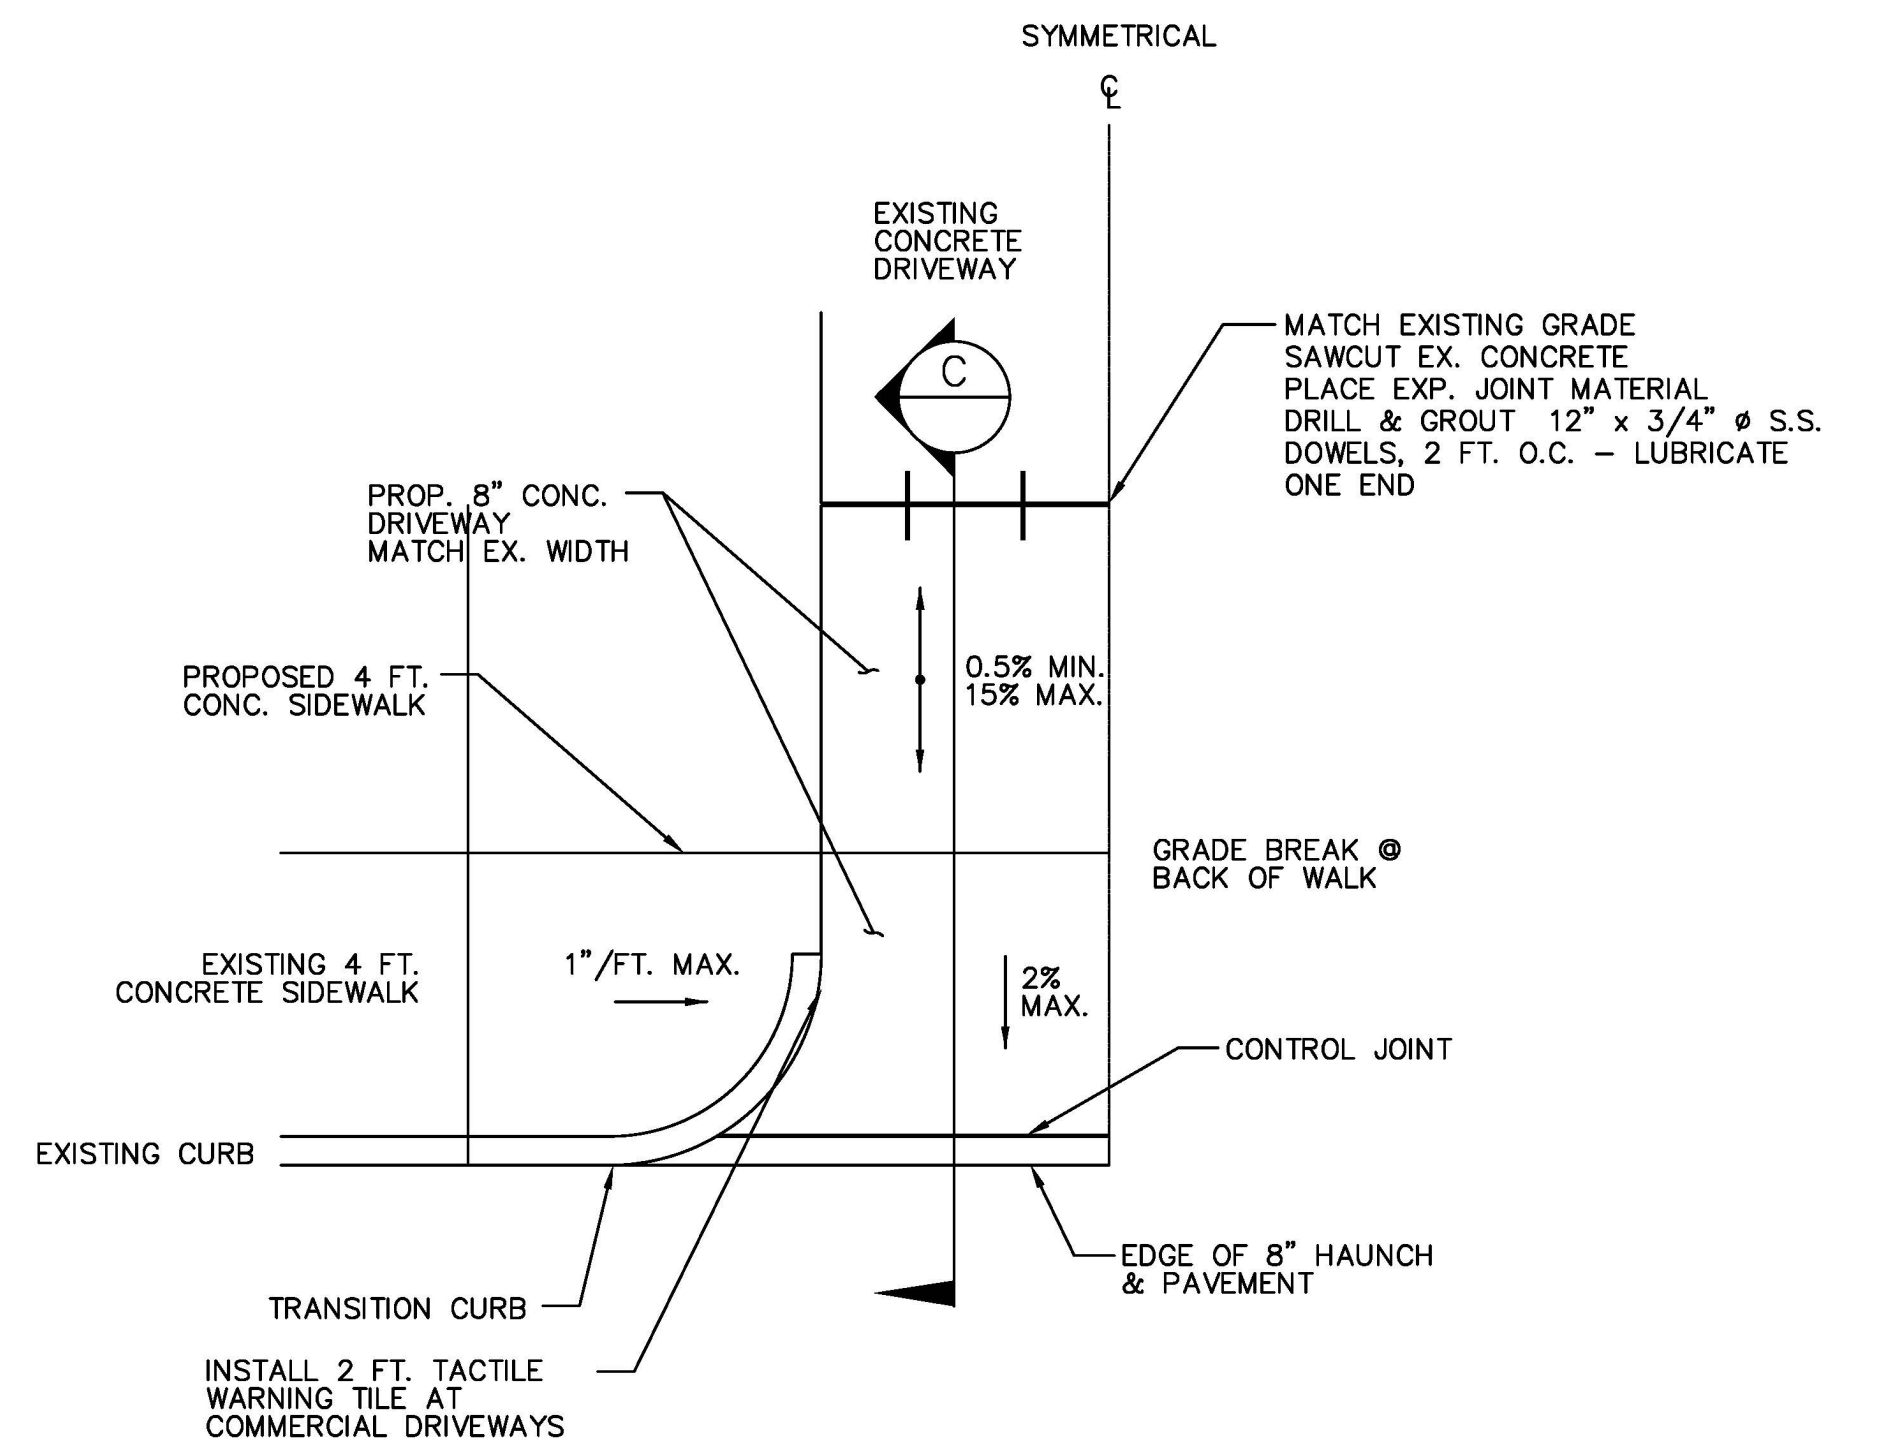 SYMMETRICAL
℄
EXISTING
CONCRETE
DRIVEWAY
C
MATCH EXISTING GRADE
SAWCUT EX. CONCRETE
PLACE EXP. JOINT MATERIAL
DRILL & GROUT 12" x 3/4" ø S.S.
DOWELS, 2 FT. O.C. – LUBRICATE
ONE END
PROP. 8" CONC.
DRIVEWAY
MATCH EX. WIDTH
PROPOSED 4 FT.
CONC. SIDEWALK
0.5% MIN.
15% MAX.
GRADE BREAK @
BACK OF WALK
EXISTING 4 FT.
CONCRETE SIDEWALK
1"/FT. MAX.
2%
MAX.
CONTROL JOINT
EXISTING CURB
EDGE OF 8" HAUNCH
& PAVEMENT
TRANSITION CURB
INSTALL 2 FT. TACTILE
WARNING TILE AT
COMMERCIAL DRIVEWAYS